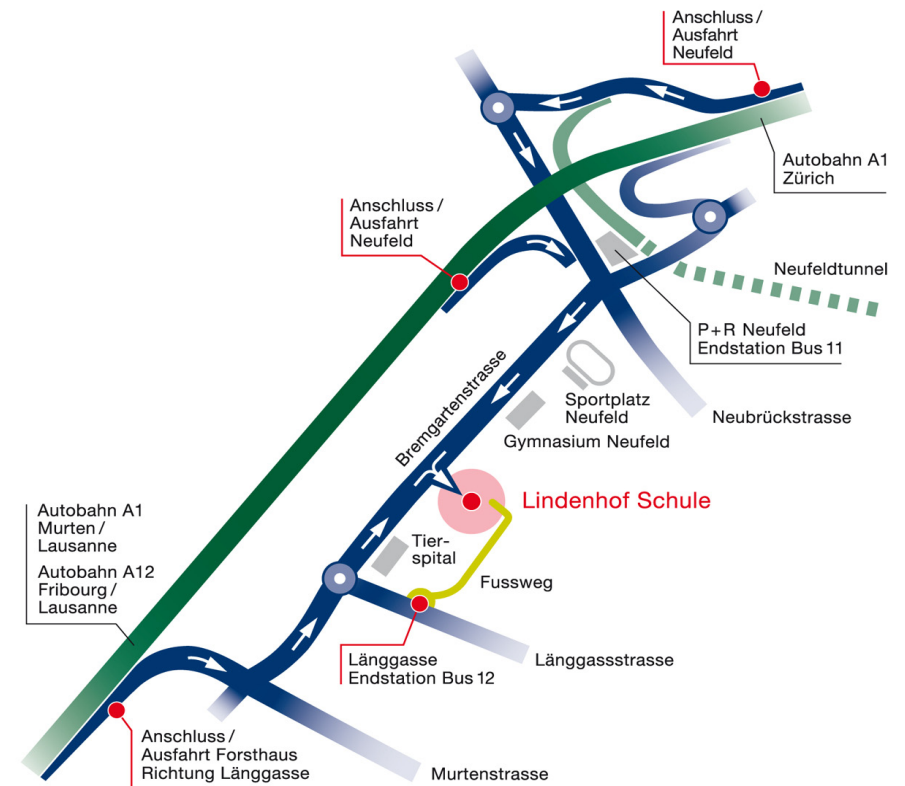 Anschluss /
Ausfahrt
Neufeld
Autobahn A1
Zürich
Anschluss /
Ausfahrt
Neufeld
Neufeldtunnel
P+R Neufeld
Endstation Bus 11
Sportplatz
Neufeld
Neubrückstrasse
Gymnasium Neufeld
Bremgartenstrasse
Lindenhof Schule
Autobahn A1
Murten /
Lausanne
Autobahn A12
Fribourg /
Lausanne
Tier-
spital
Fussweg
Länggasse
Endstation Bus 12
Länggassstrasse
Anschluss /
Ausfahrt Forsthaus
Richtung Länggasse
Murtenstrasse